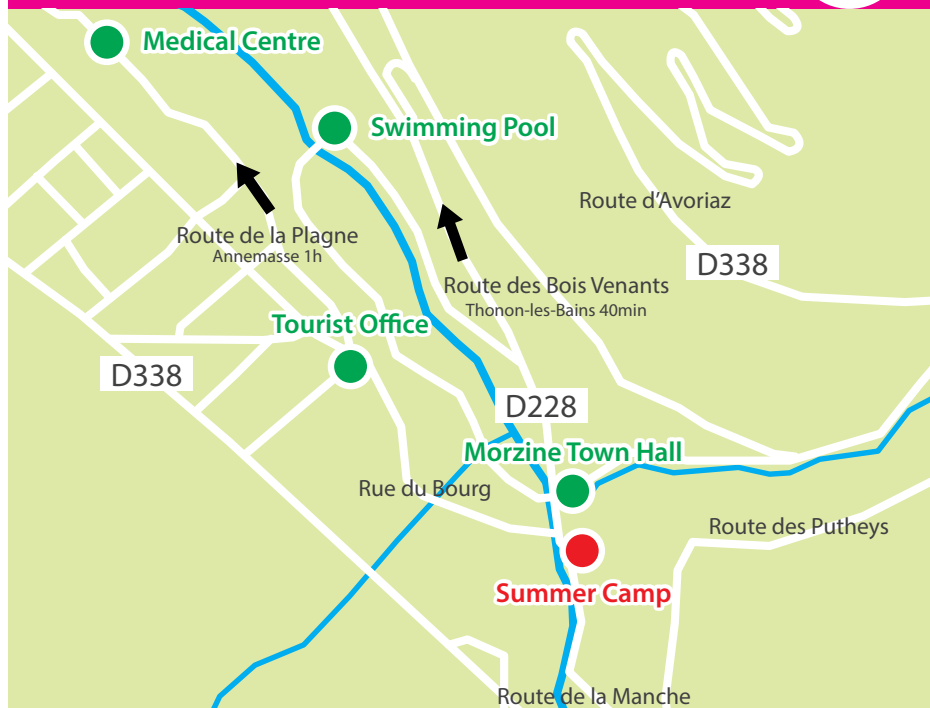 Medical Centre
Swimming Pool
Route d'Avoriaz
Route de la Plagne
Annemasse 1h
D338
Route des Bois Venants
Thonon-les-Bains 40min
Tourist Office
D338
D228
Morzine Town Hall
Rue du Bourg
Route des Putheys
Summer Camp
Route de la Manche